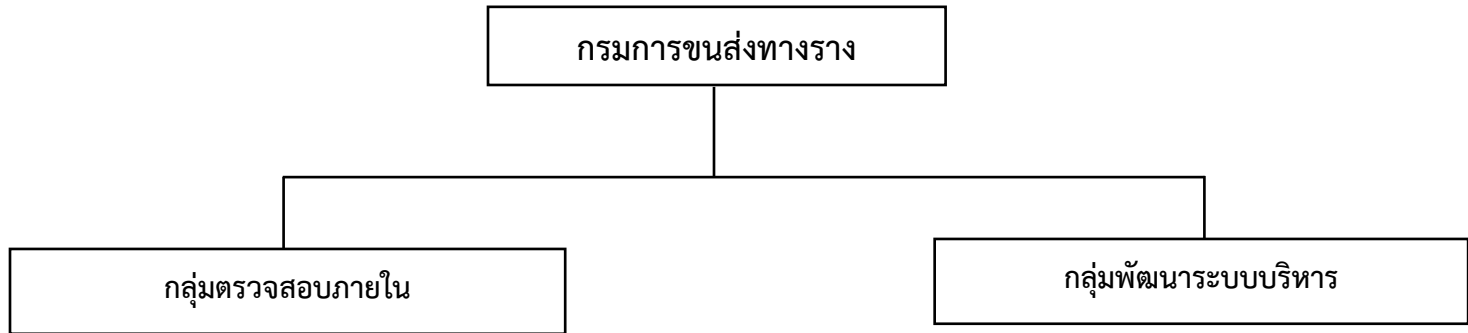 กรมการขนส่งทางราง
กลุ่มตรวจสอบภายใน
กลุ่มพัฒนาระบบบริหาร